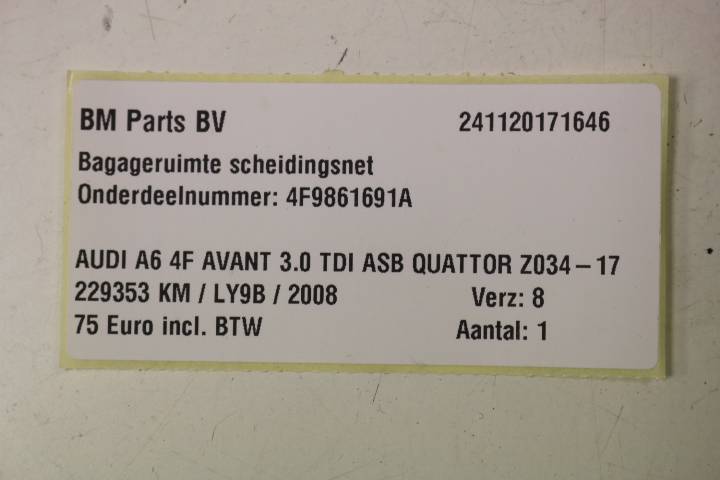 BM Parts BV 241120171646
Bagageruimte scheidingsnet
Onderdeelnummer: 4F9861691A
AUDI A6 4F AVANT 3.0 TDI ASB QUATTOR Z034-17
229353 KM / LY9B / 2008 Verz: 8
75 Euro incl. BTW Aantal: 1